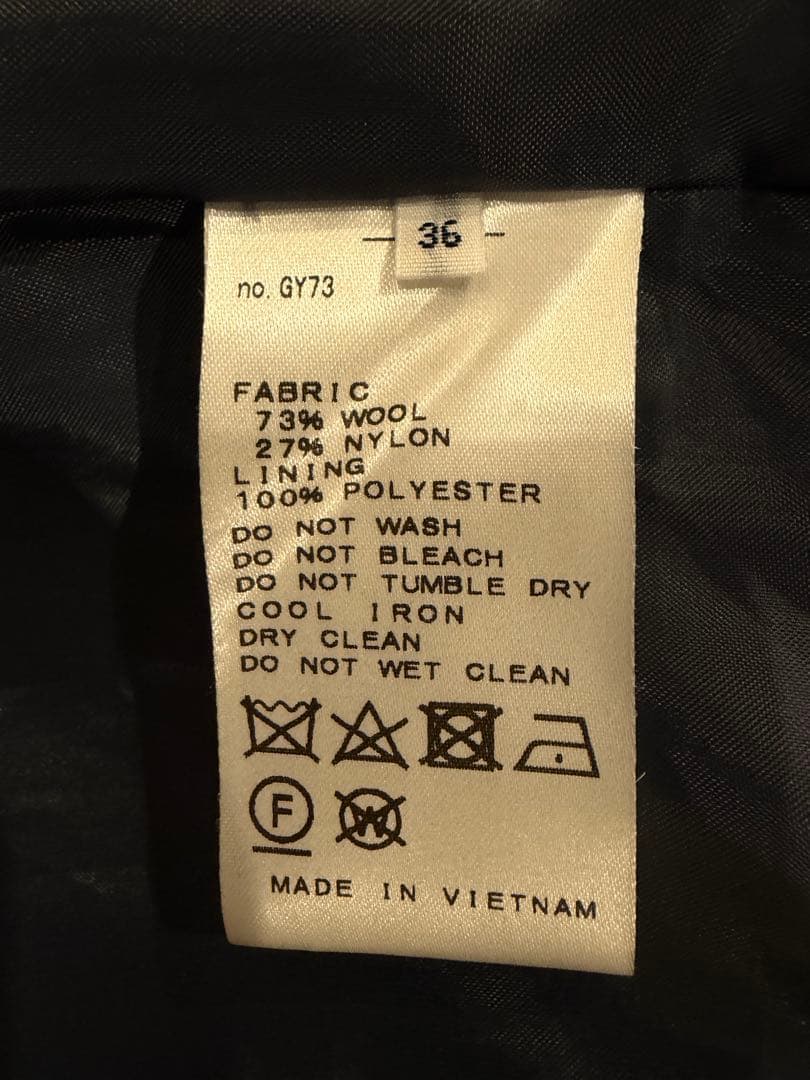 36
no. GY73
FABRIC
73% WOOL
27% NYLON
LINING
100% POLYESTER
DO NOT WASH
DO NOT BLEACH
DO NOT TUMBLE DRY
COOL IRON
DRY CLEAN
DO NOT WET CLEAN
F W
MADE IN VIETNAM